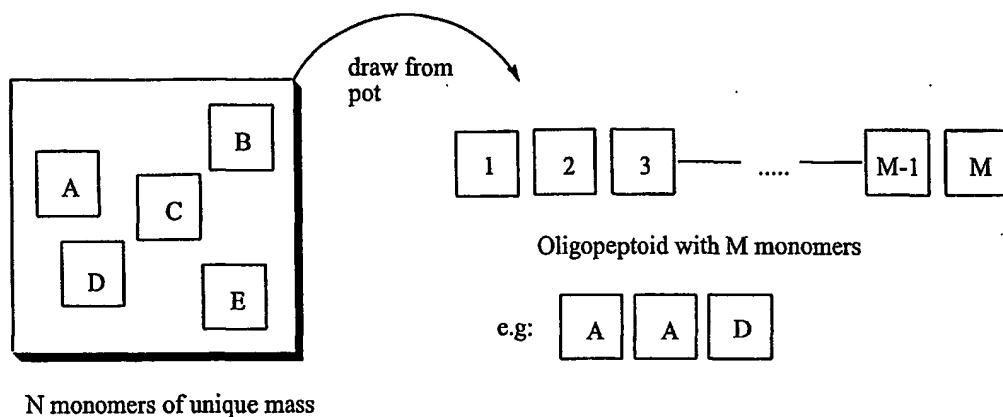 draw from
pot
B
A
C
D
E
1 2 3 ..... M-1 M
Oligopeptoid with M monomers
e.g: A A D
N monomers of unique mass